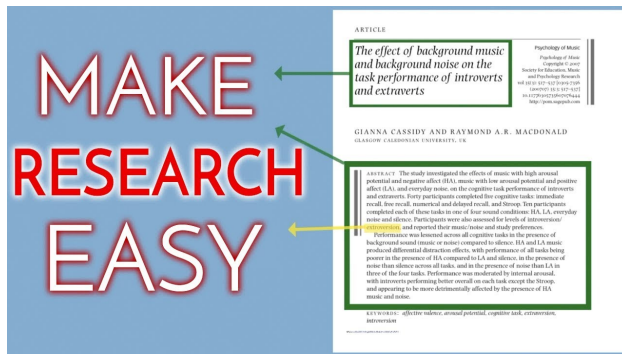 MAKE
RESEARCH
EASY
ARTICLE
The effect of background music
and background noise on the
task performance of introverts
and extraverts
Psychology of Music
Psychology of Music
Copyright © 2007
Society for Education, Music
and Psychology Research
http://pom.sagepub.com
GIANNA CASSIDY AND RAYMOND A.R. MACDONALD
GLASGOW CALEDONIAN UNIVERSITY, UK
ABSTRACT The study investigated the effects of music with high arousal
potential and negative affect (HA), music with low arousal potential and positive
affect (LA), and everyday noise, on the cognitive task performance of introverts
and extraverts. Forty participants completed five cognitive tasks: immediate
recall, free recall, numerical and delayed recall, and Stroop. Ten participants
completed each of these tasks in one of four sound conditions: HA, LA, everyday
noise and silence. Participants were also assessed for levels of introversion/
extroversion, and reported their music/noise and study preferences.
Performance was lessened across all cognitive tasks in the presence of
background sound (music or noise) compared to silence. HA and LA music
produced differential distraction effects, with performance of all tasks being
poorer in the presence of HA compared to LA and silence, in the presence of
noise than silence across all tasks, and in the presence of noise than LA in
three of the four tasks. Performance was moderated by internal arousal,
with introverts performing better overall on each task except the Stroop,
and appearing to be more detrimentally affected by the presence of HA
music and noise.
KEYWORDS: affective valence, arousal potential, cognitive task, extraversion,
introversion